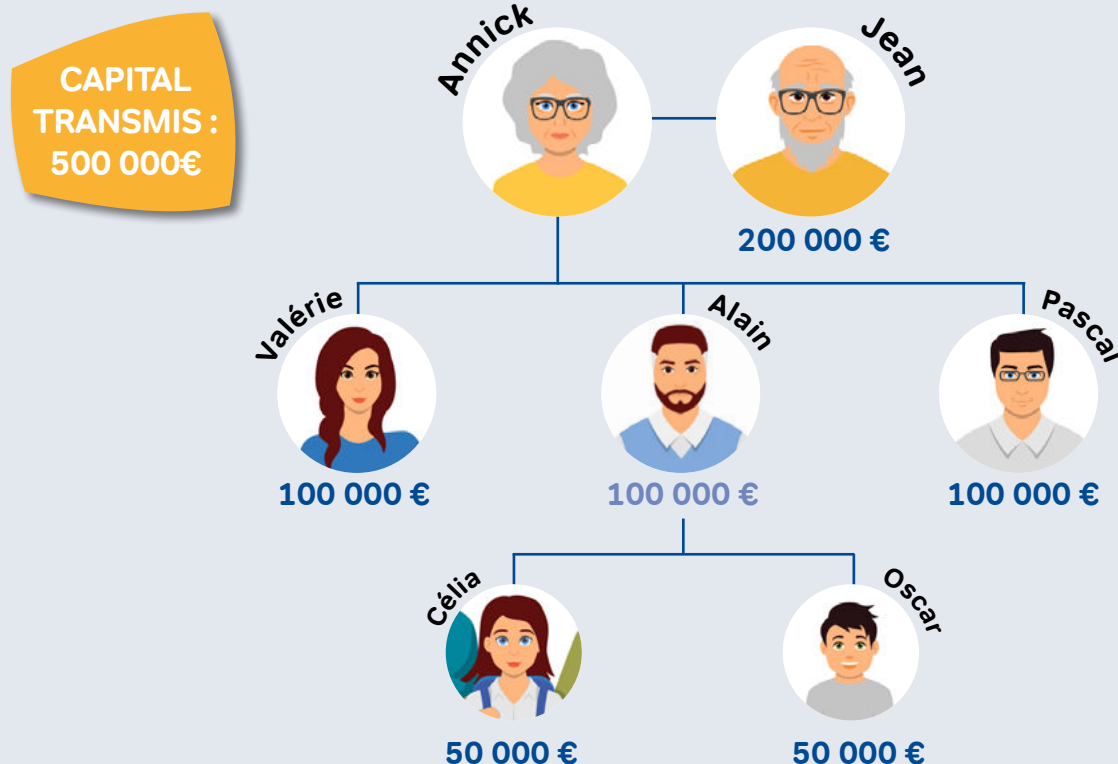 CAPITAL
TRANSMIS :
500 000€
Annick
Jean
200 000 €
Valérie
Alain
Pascal
100 000 €
100 000 €
100 000 €
Célia
Oscar
50 000 €
50 000 €